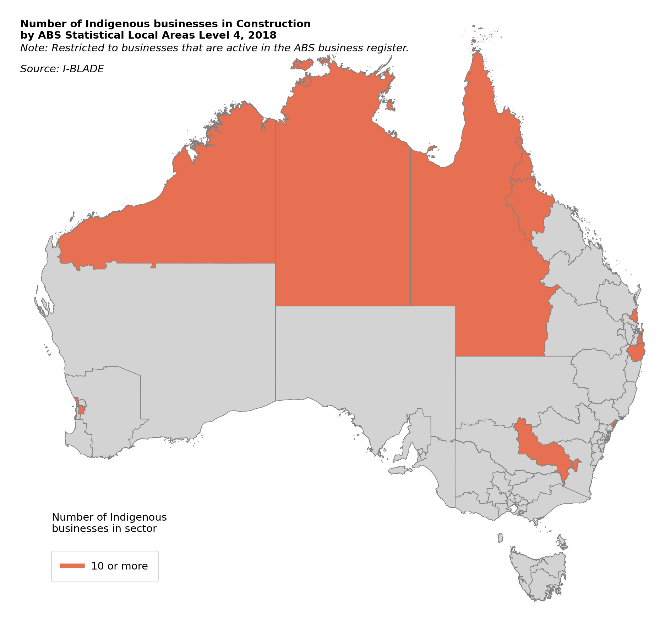 Number of Indigenous businesses in Construction
by ABS Statistical Local Areas Level 4, 2018
Note: Restricted to businesses that are active in the ABS business register.
Source: I-BLADE
Number of Indigenous
businesses in sector
10 or more